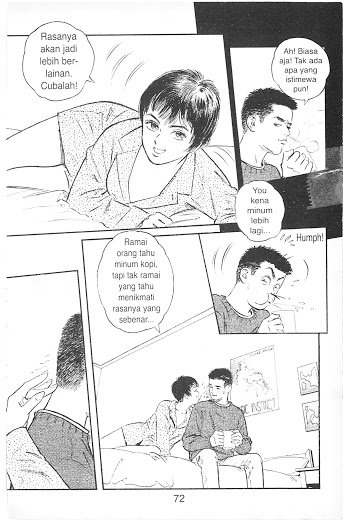 Rasanya
akan jadi
lebih ber-
lainan.
Cubalah!
Ah! Biasa
aja! Tak ada
apa yang
istimewa
pun!
You
kena
minum
lebih
lagi...
Humph!
Ramai
orang tahu
minum kopi,
tapi tak ramai
yang tahu
menikmati
rasanya yang
sebenar...
72